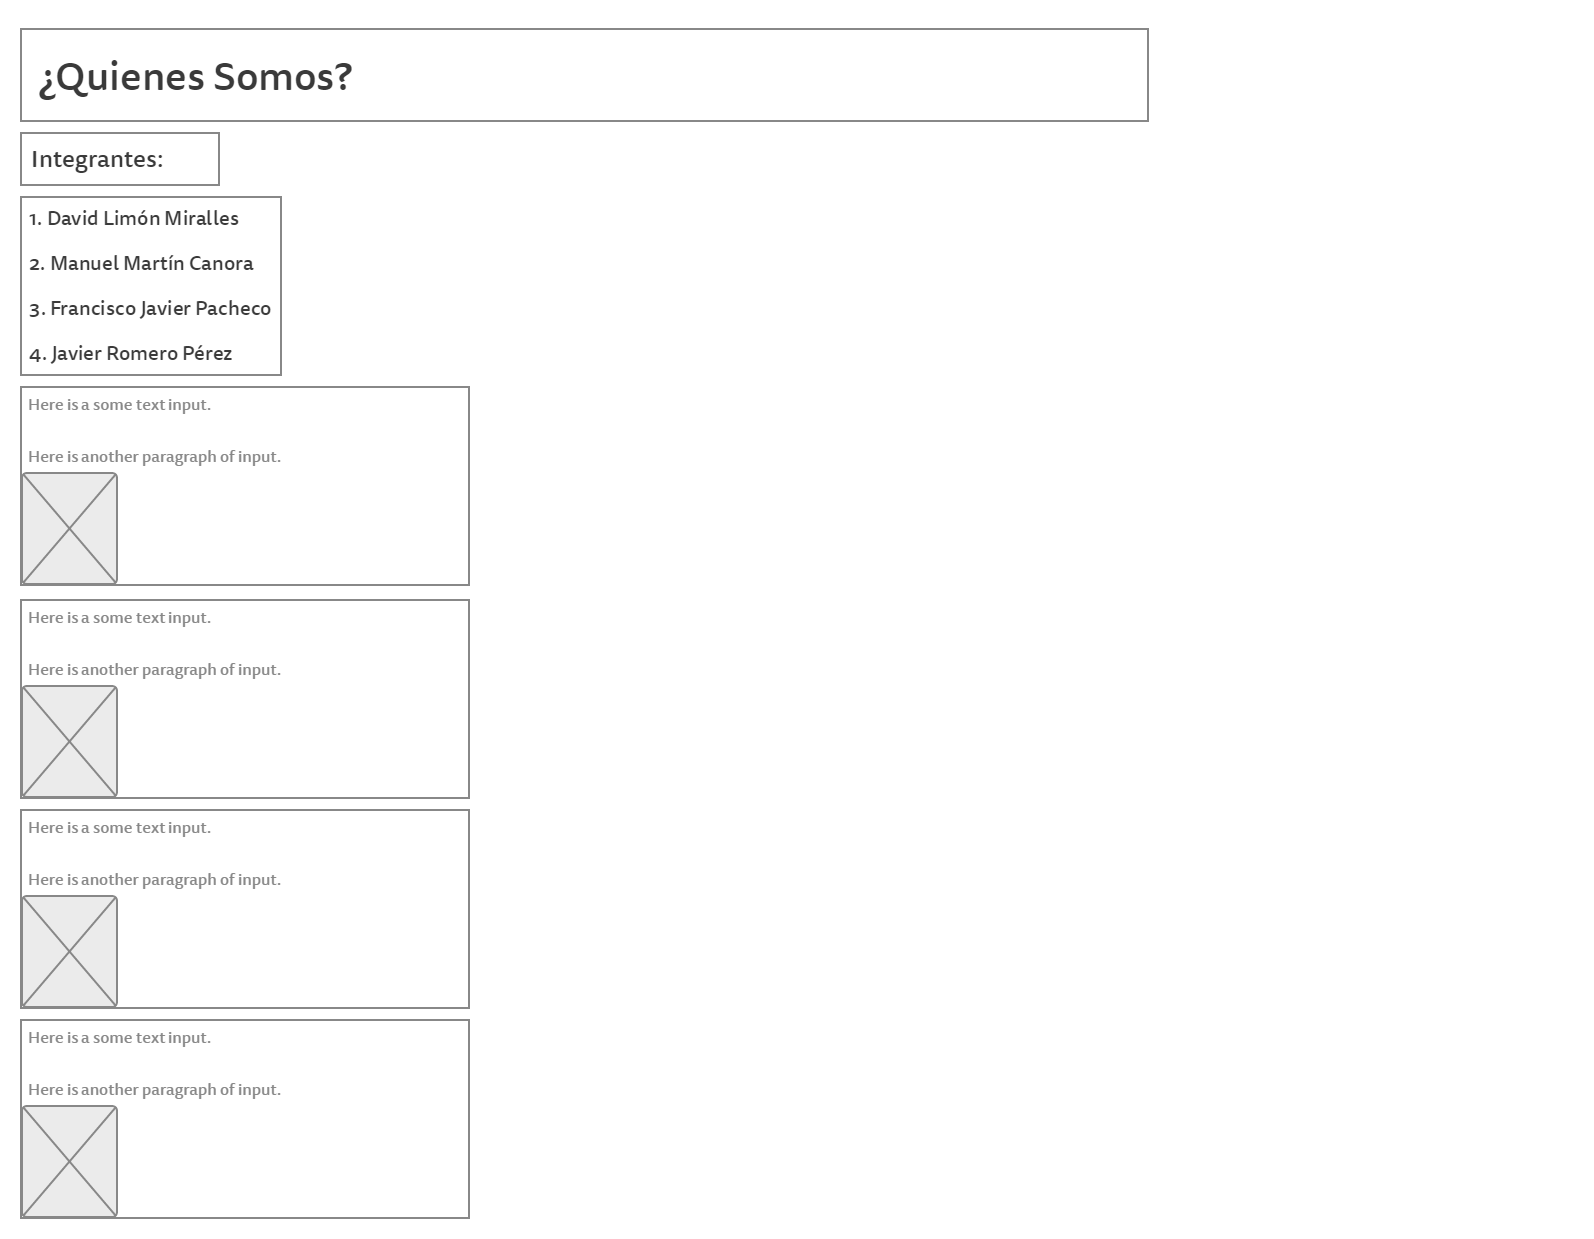 ¿Quienes Somos?
Integrantes:
1. David Limón Miralles
2. Manuel Martín Canora
3. Francisco Javier Pacheco
4. Javier Romero Pérez
Here is a some text input.
Here is another paragraph of input.
Here is a some text input.
Here is another paragraph of input.
Here is a some text input.
Here is another paragraph of input.
Here is a some text input.
Here is another paragraph of input.